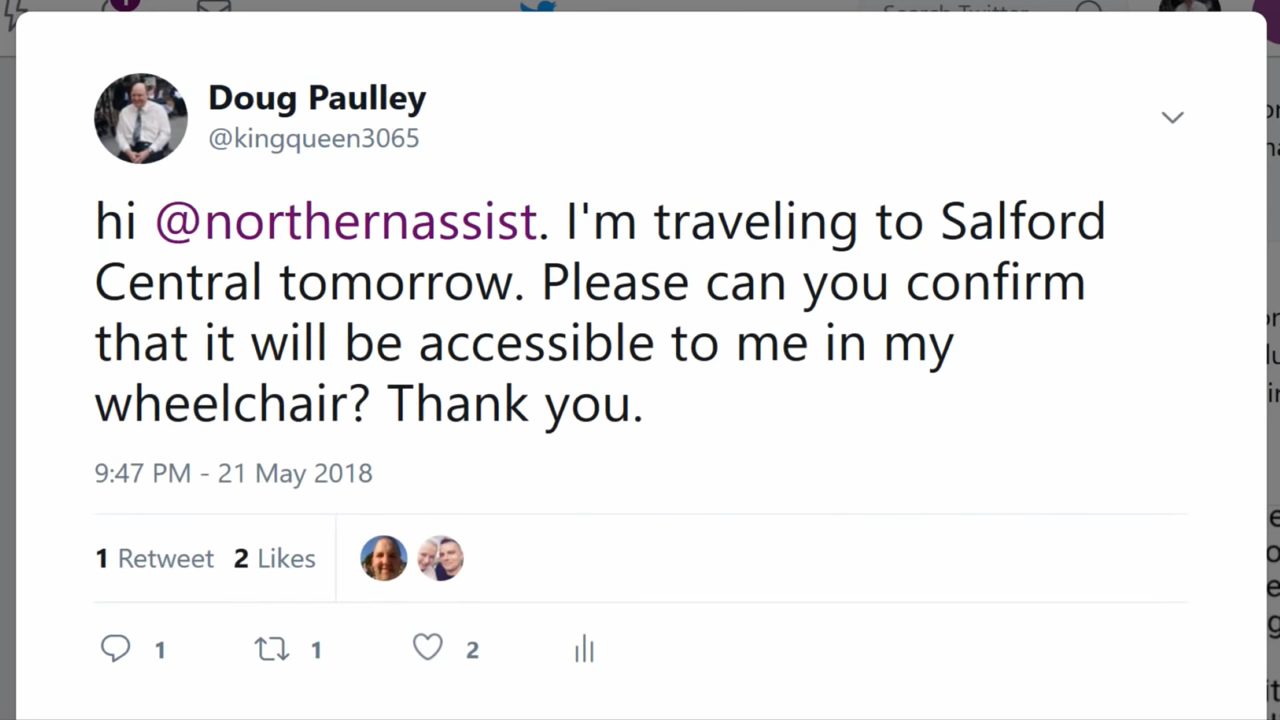 Doug Paulley
@kingqueen3065
hi @northernassist. I'm traveling to Salford
Central tomorrow. Please can you confirm
that it will be accessible to me in my
wheelchair? Thank you.
9:47 PM - 21 May 2018
1 Retweet 2 Likes
1 1 2